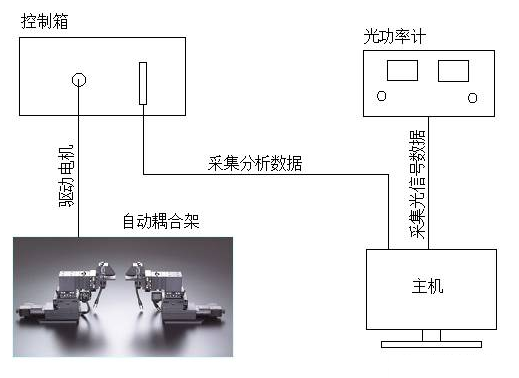 控制箱
光功率计
驱动电机
采集分析数据
采集光信号数据
自动耦合架
主机